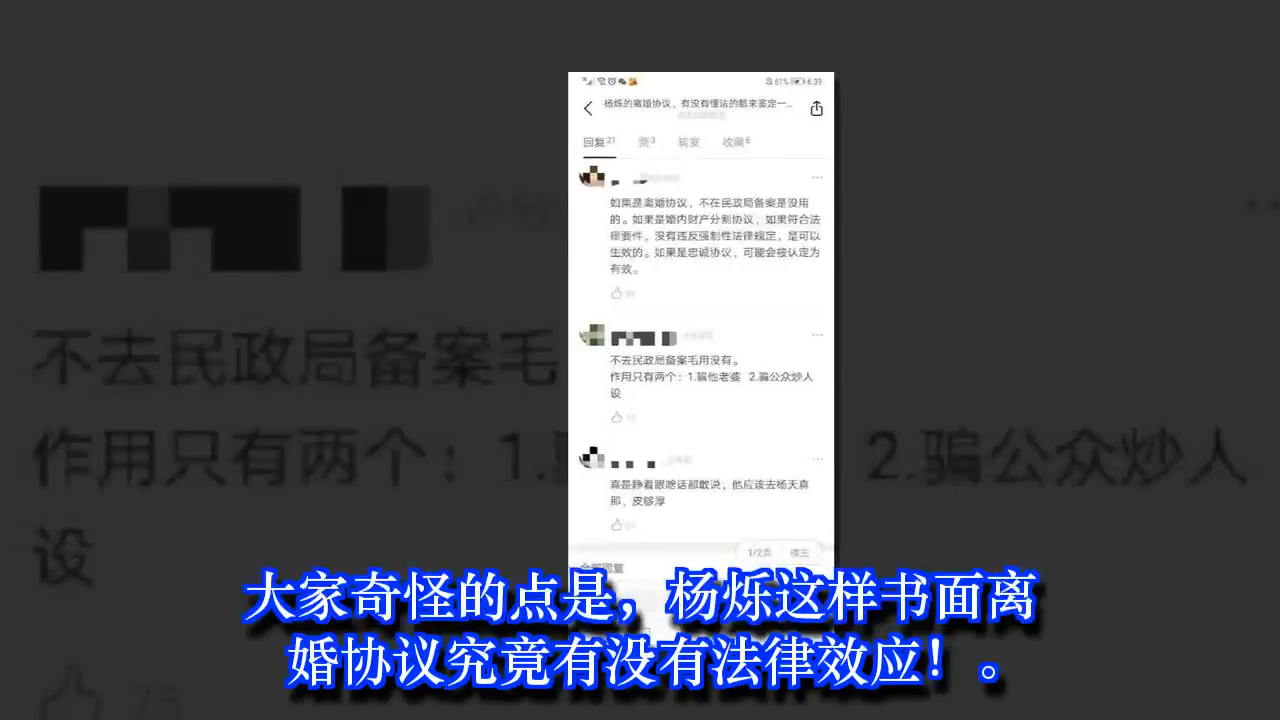 61% 6:39
杨烁的离婚协议，有没有懂法的鹅来鉴定一...
回复 21 赞 3 转发 收藏 6
如果是离婚协议，不在民政局备案是没用
的。如果是婚内财产分割协议，如果符合法
律要件，没有违反强制性法律规定，是可以
生效的。如果是忠诚协议，可能会被认定为
有效。
不去民政局备案毛用没有。
作用只有两个：1.骗他老婆 2.骗公众炒人
设
真是睁着眼啥话都敢说，他应该去杨天真
那，皮够厚
1/2页 楼主
不去民政局备案毛
作用只有两个：1.骗 2.骗公众炒人
设
75
大家奇怪的点是，杨烁这样书面离
婚协议究竟有没有法律效应！。